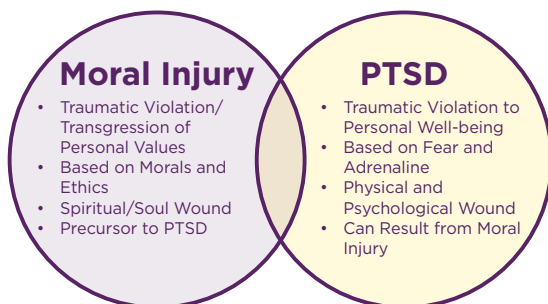 Moral Injury
• Traumatic Violation/
Transgression of
Personal Values
• Based on Morals and
Ethics
• Spiritual/Soul Wound
• Precursor to PTSD
PTSD
• Traumatic Violation to
Personal Well-being
• Based on Fear and
Adrenaline
• Physical and
Psychological Wound
• Can Result from Moral
Injury